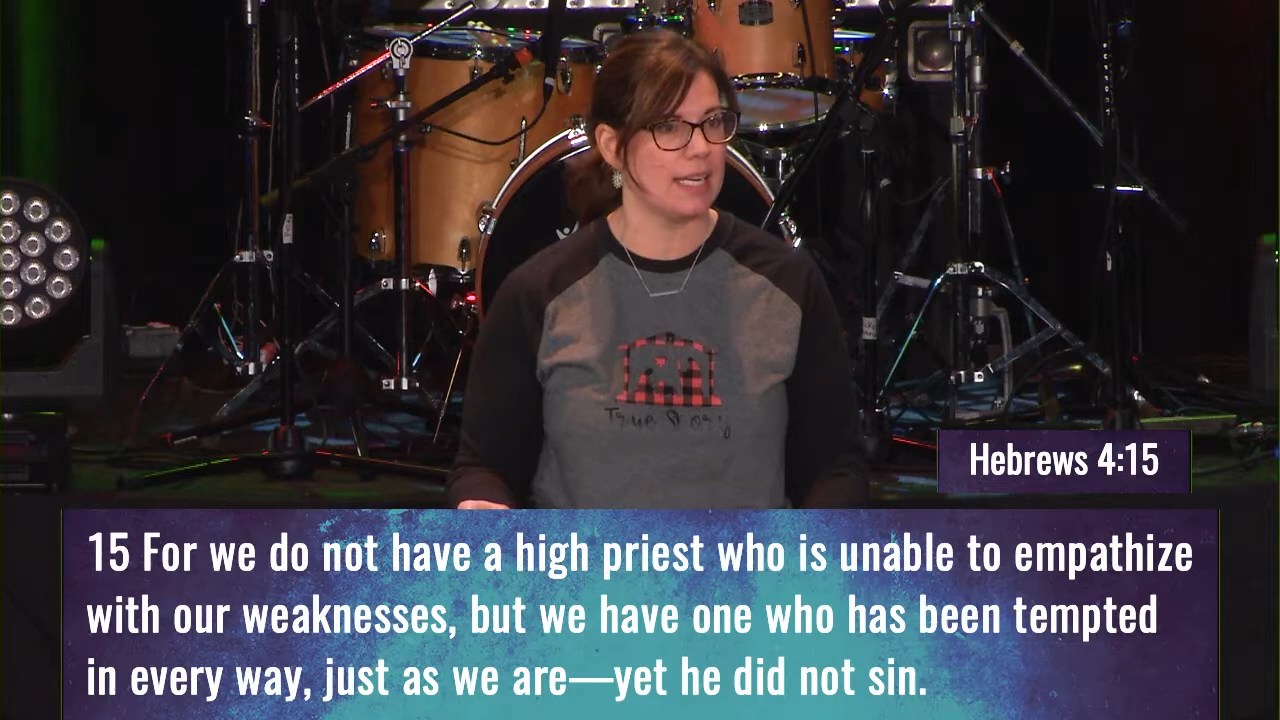 Hebrews 4:15
15 For we do not have a high priest who is unable to empathize
with our weaknesses, but we have one who has been tempted
in every way, just as we are—yet he did not sin.